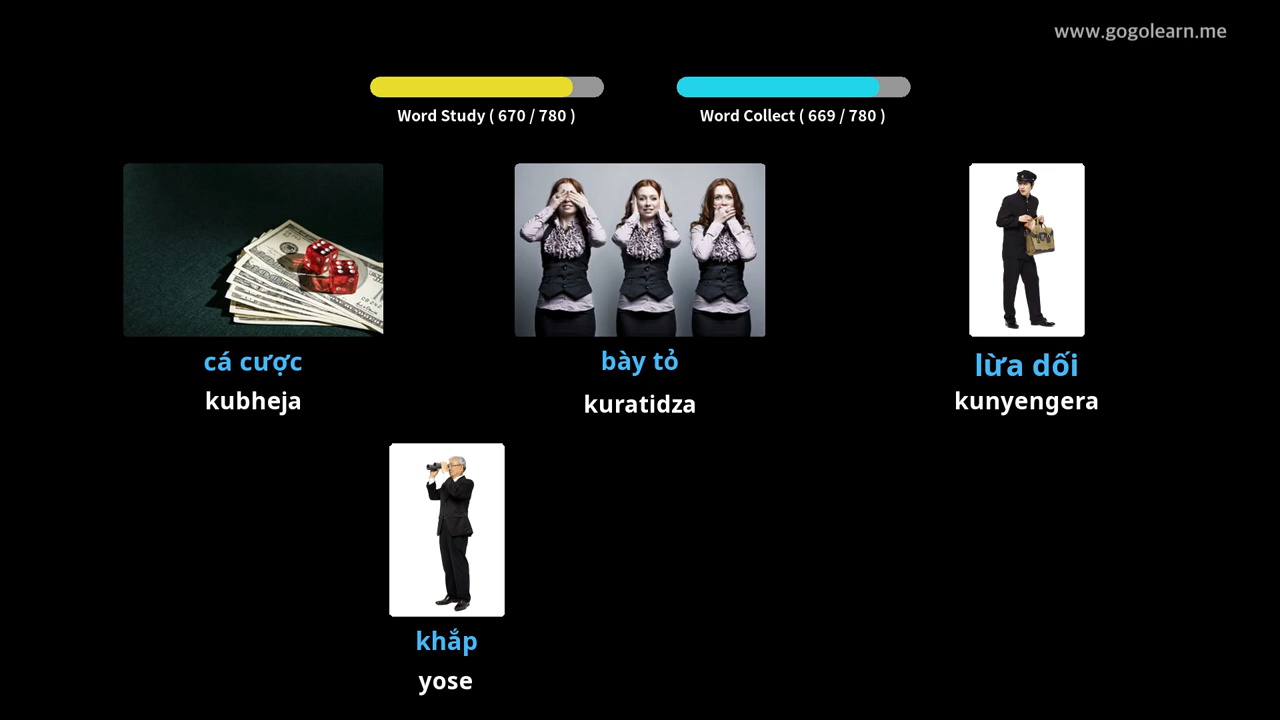 www.gogolearn.me
Word Study ( 670 / 780 )
Word Collect ( 669 / 780 )
cá cược
kubheja
bày tỏ
kuratidza
lừa dối
kunyengera
khắp
yose